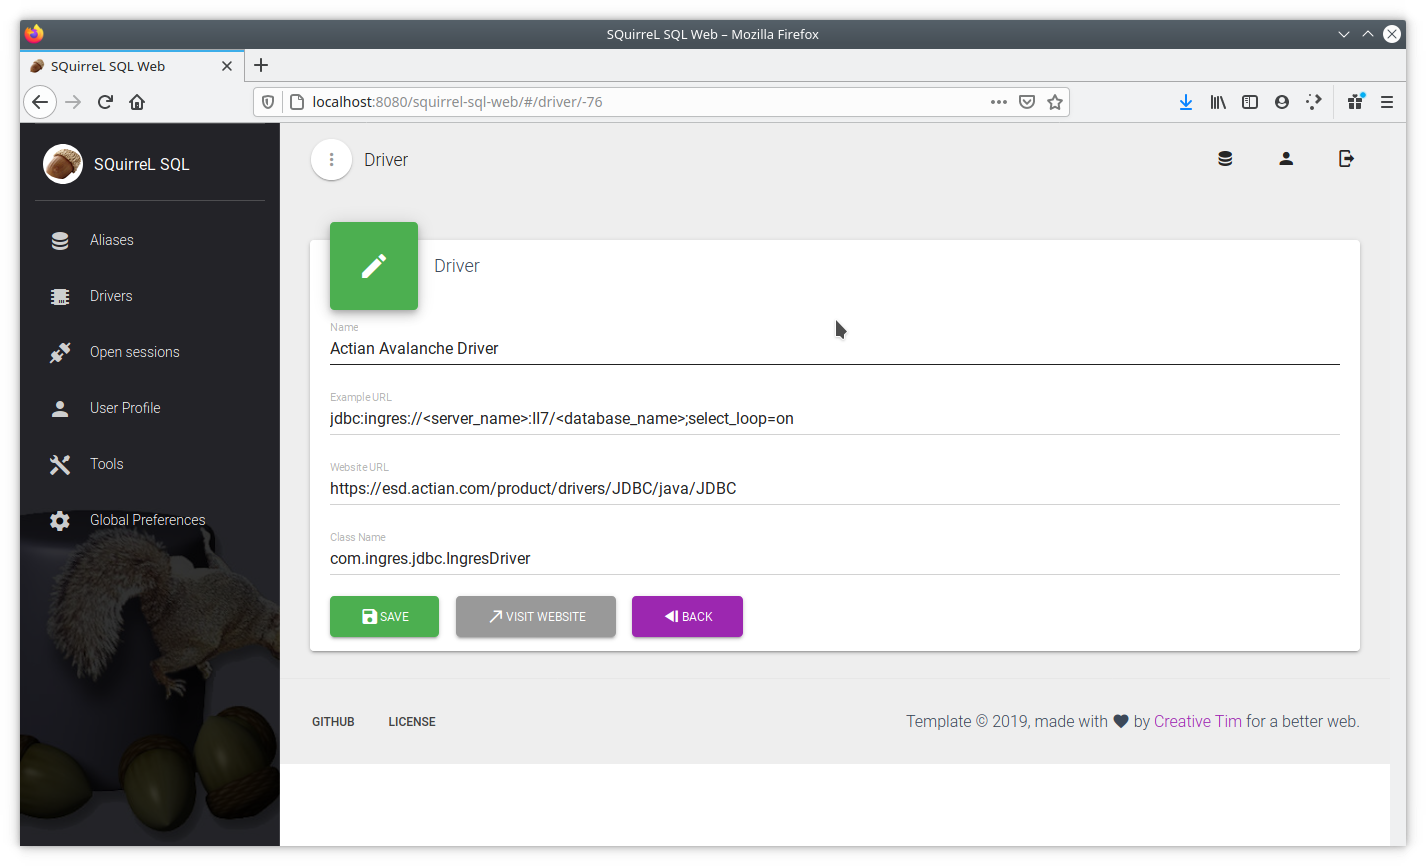 SQuirreL SQL Web – Mozilla Firefox
SQuirreL SQL Web
localhost:8080/squirrel-sql-web/#/driver/-76
SQuirreL SQL
Driver
Aliases
Drivers
Open sessions
User Profile
Tools
Global Preferences
Driver
Name
Actian Avalanche Driver
Example URL
jdbc:ingres://<server_name>:II7/<database_name>;select_loop=on
Website URL
https://esd.actian.com/product/drivers/JDBC/java/JDBC
Class Name
com.ingres.jdbc.IngresDriver
SAVE VISIT WEBSITE BACK
GITHUB LICENSE Template © 2019, made with ♥ by Creative Tim for a better web.